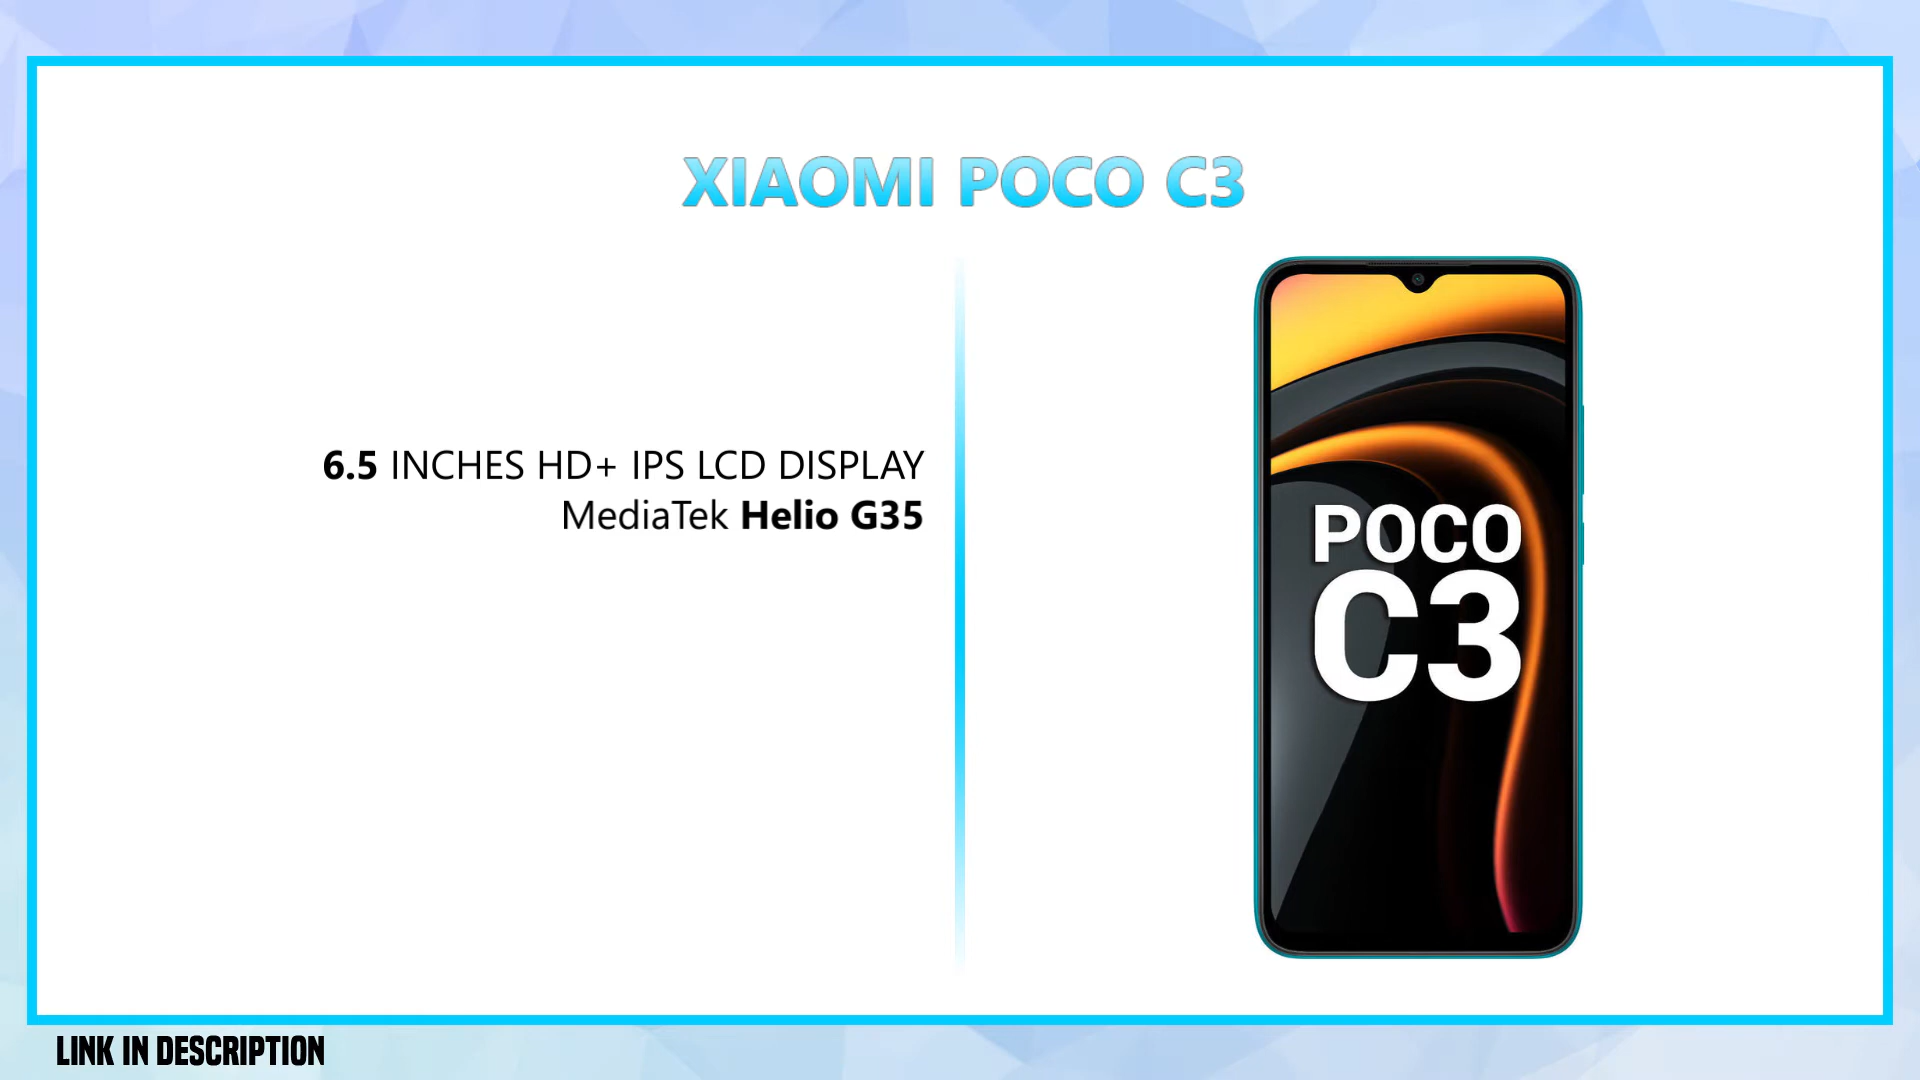 XIAOMI POCO C3
6.5 INCHES HD+ IPS LCD DISPLAY
MediaTek Helio G35
POCO
C3
LINK IN DESCRIPTION